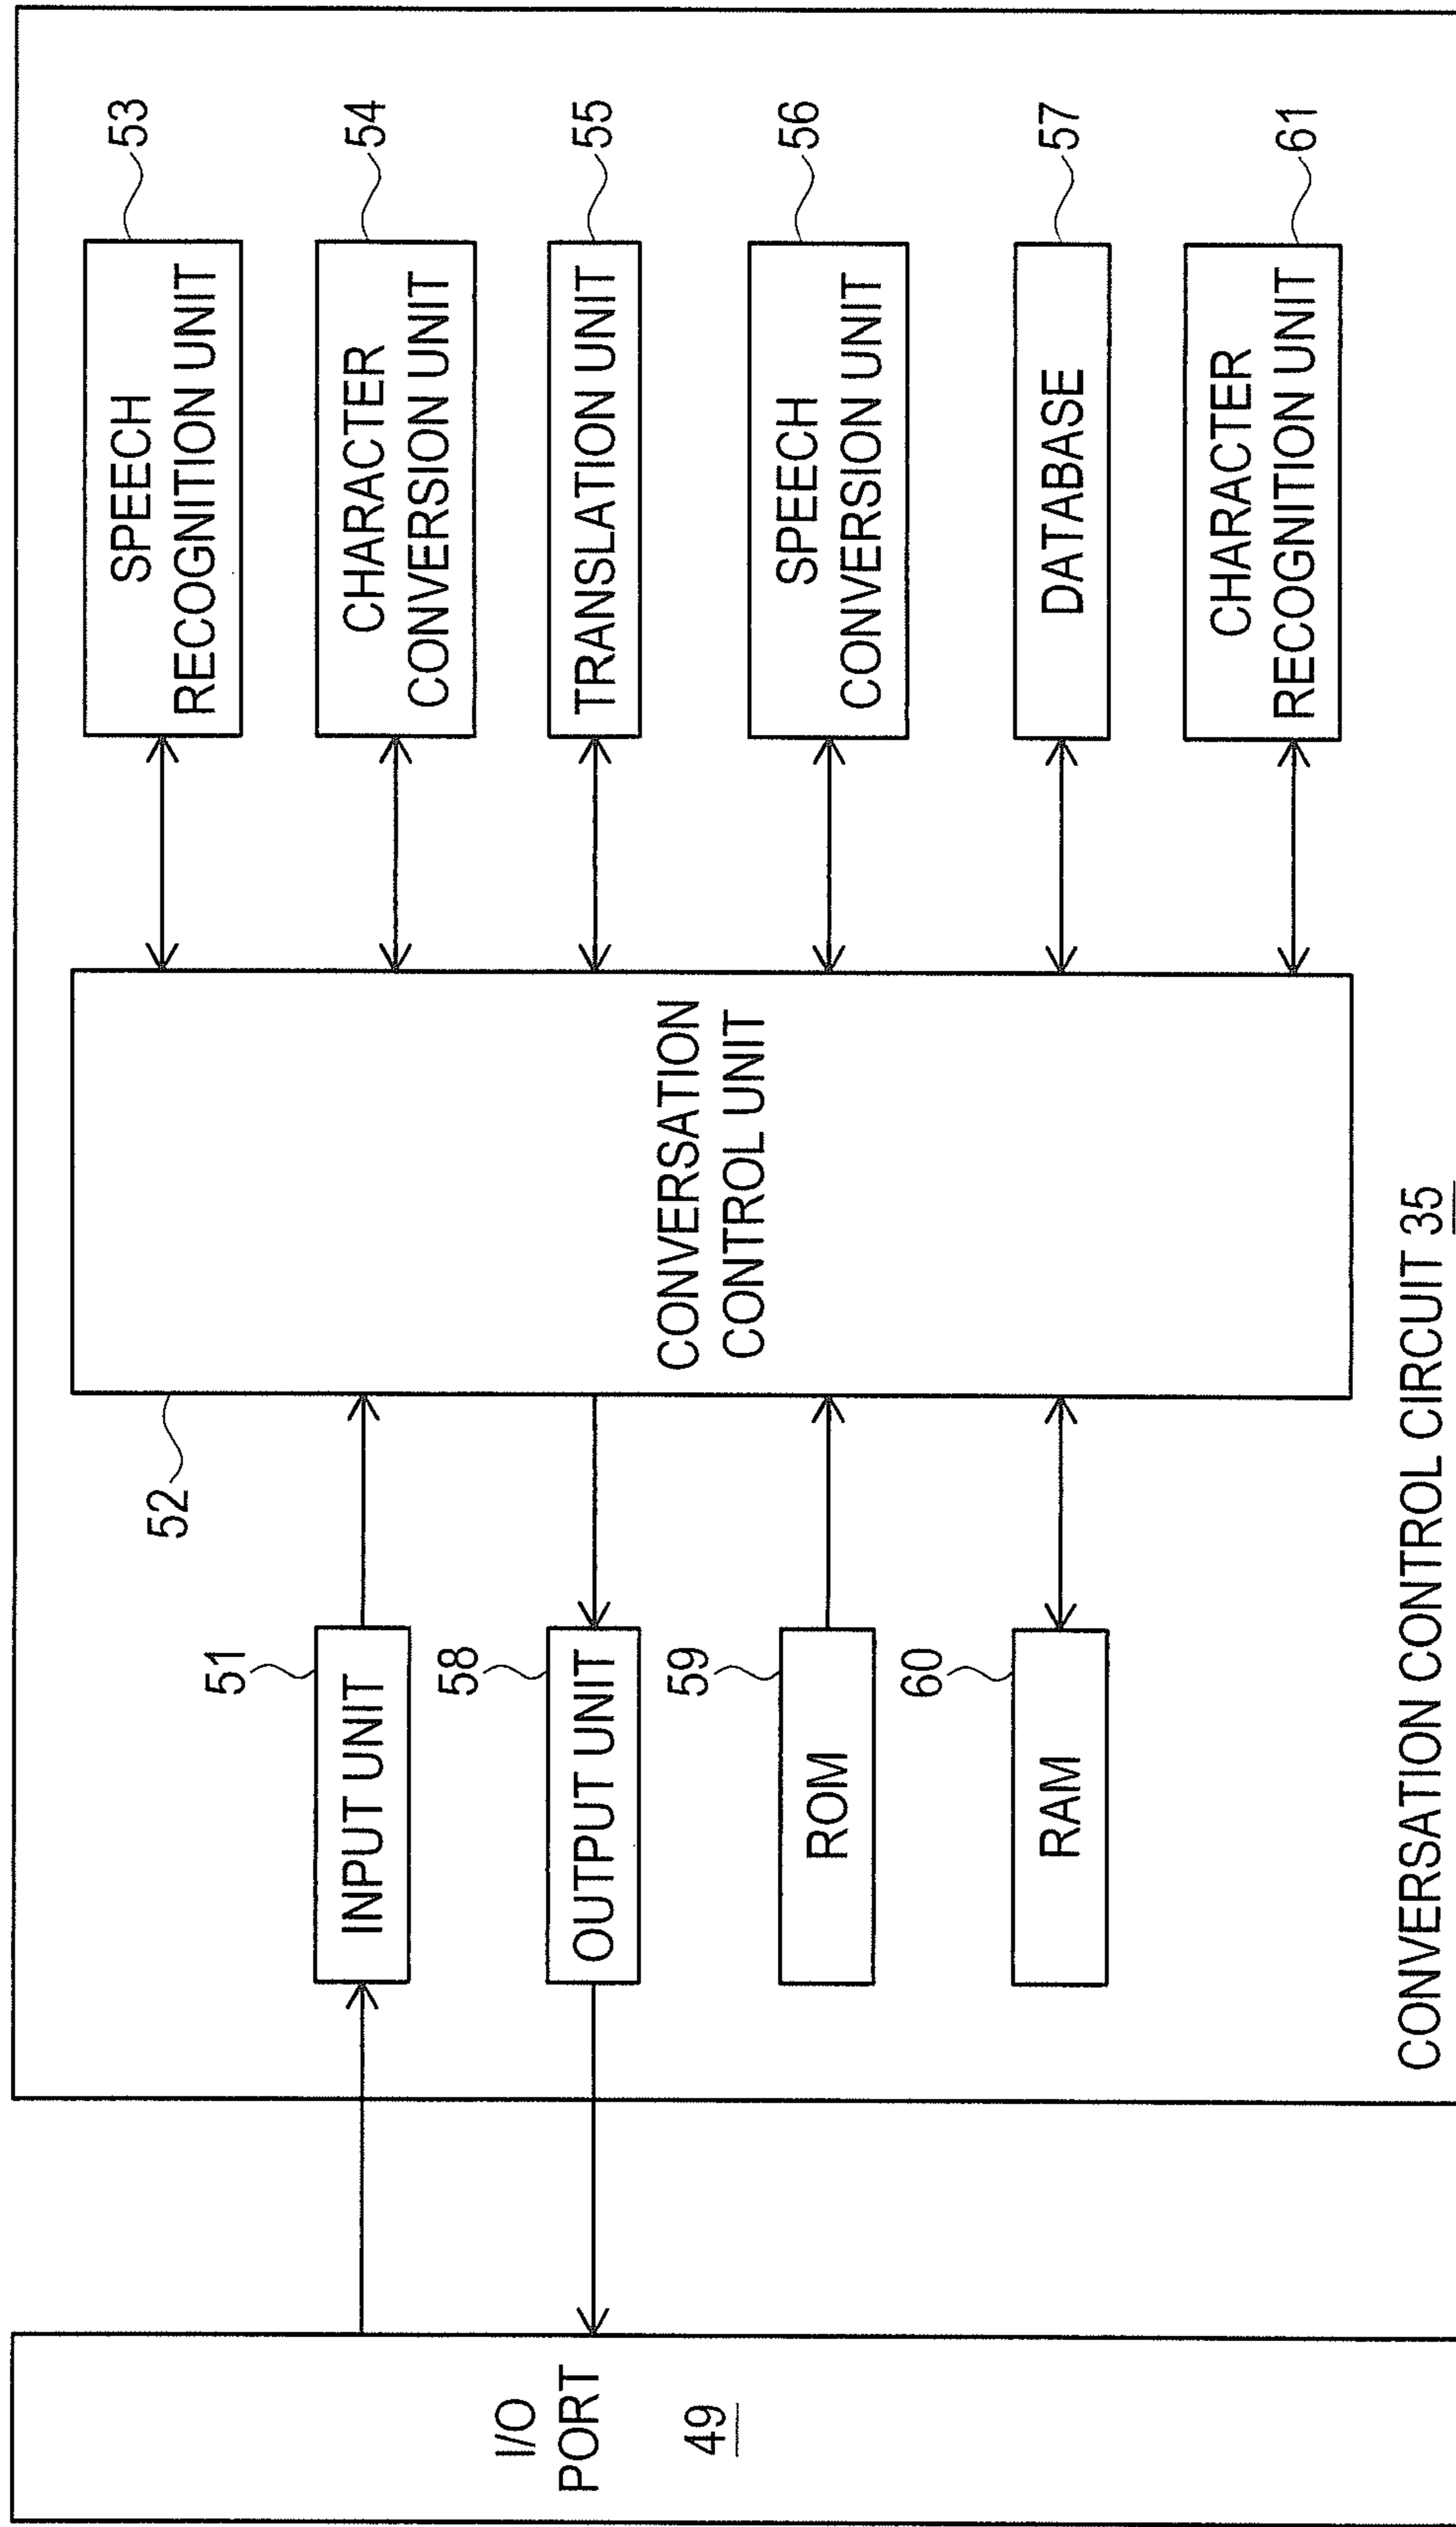 I/O
PORT
49
INPUT UNIT
51
OUTPUT UNIT
58
ROM
59
RAM
60
52
CONVERSATION
CONTROL UNIT
SPEECH
RECOGNITION UNIT
53
CHARACTER
CONVERSION UNIT
54
TRANSLATION UNIT
55
SPEECH
CONVERSION UNIT
56
DATABASE
57
CHARACTER
RECOGNITION UNIT
61
CONVERSATION CONTROL CIRCUIT 35